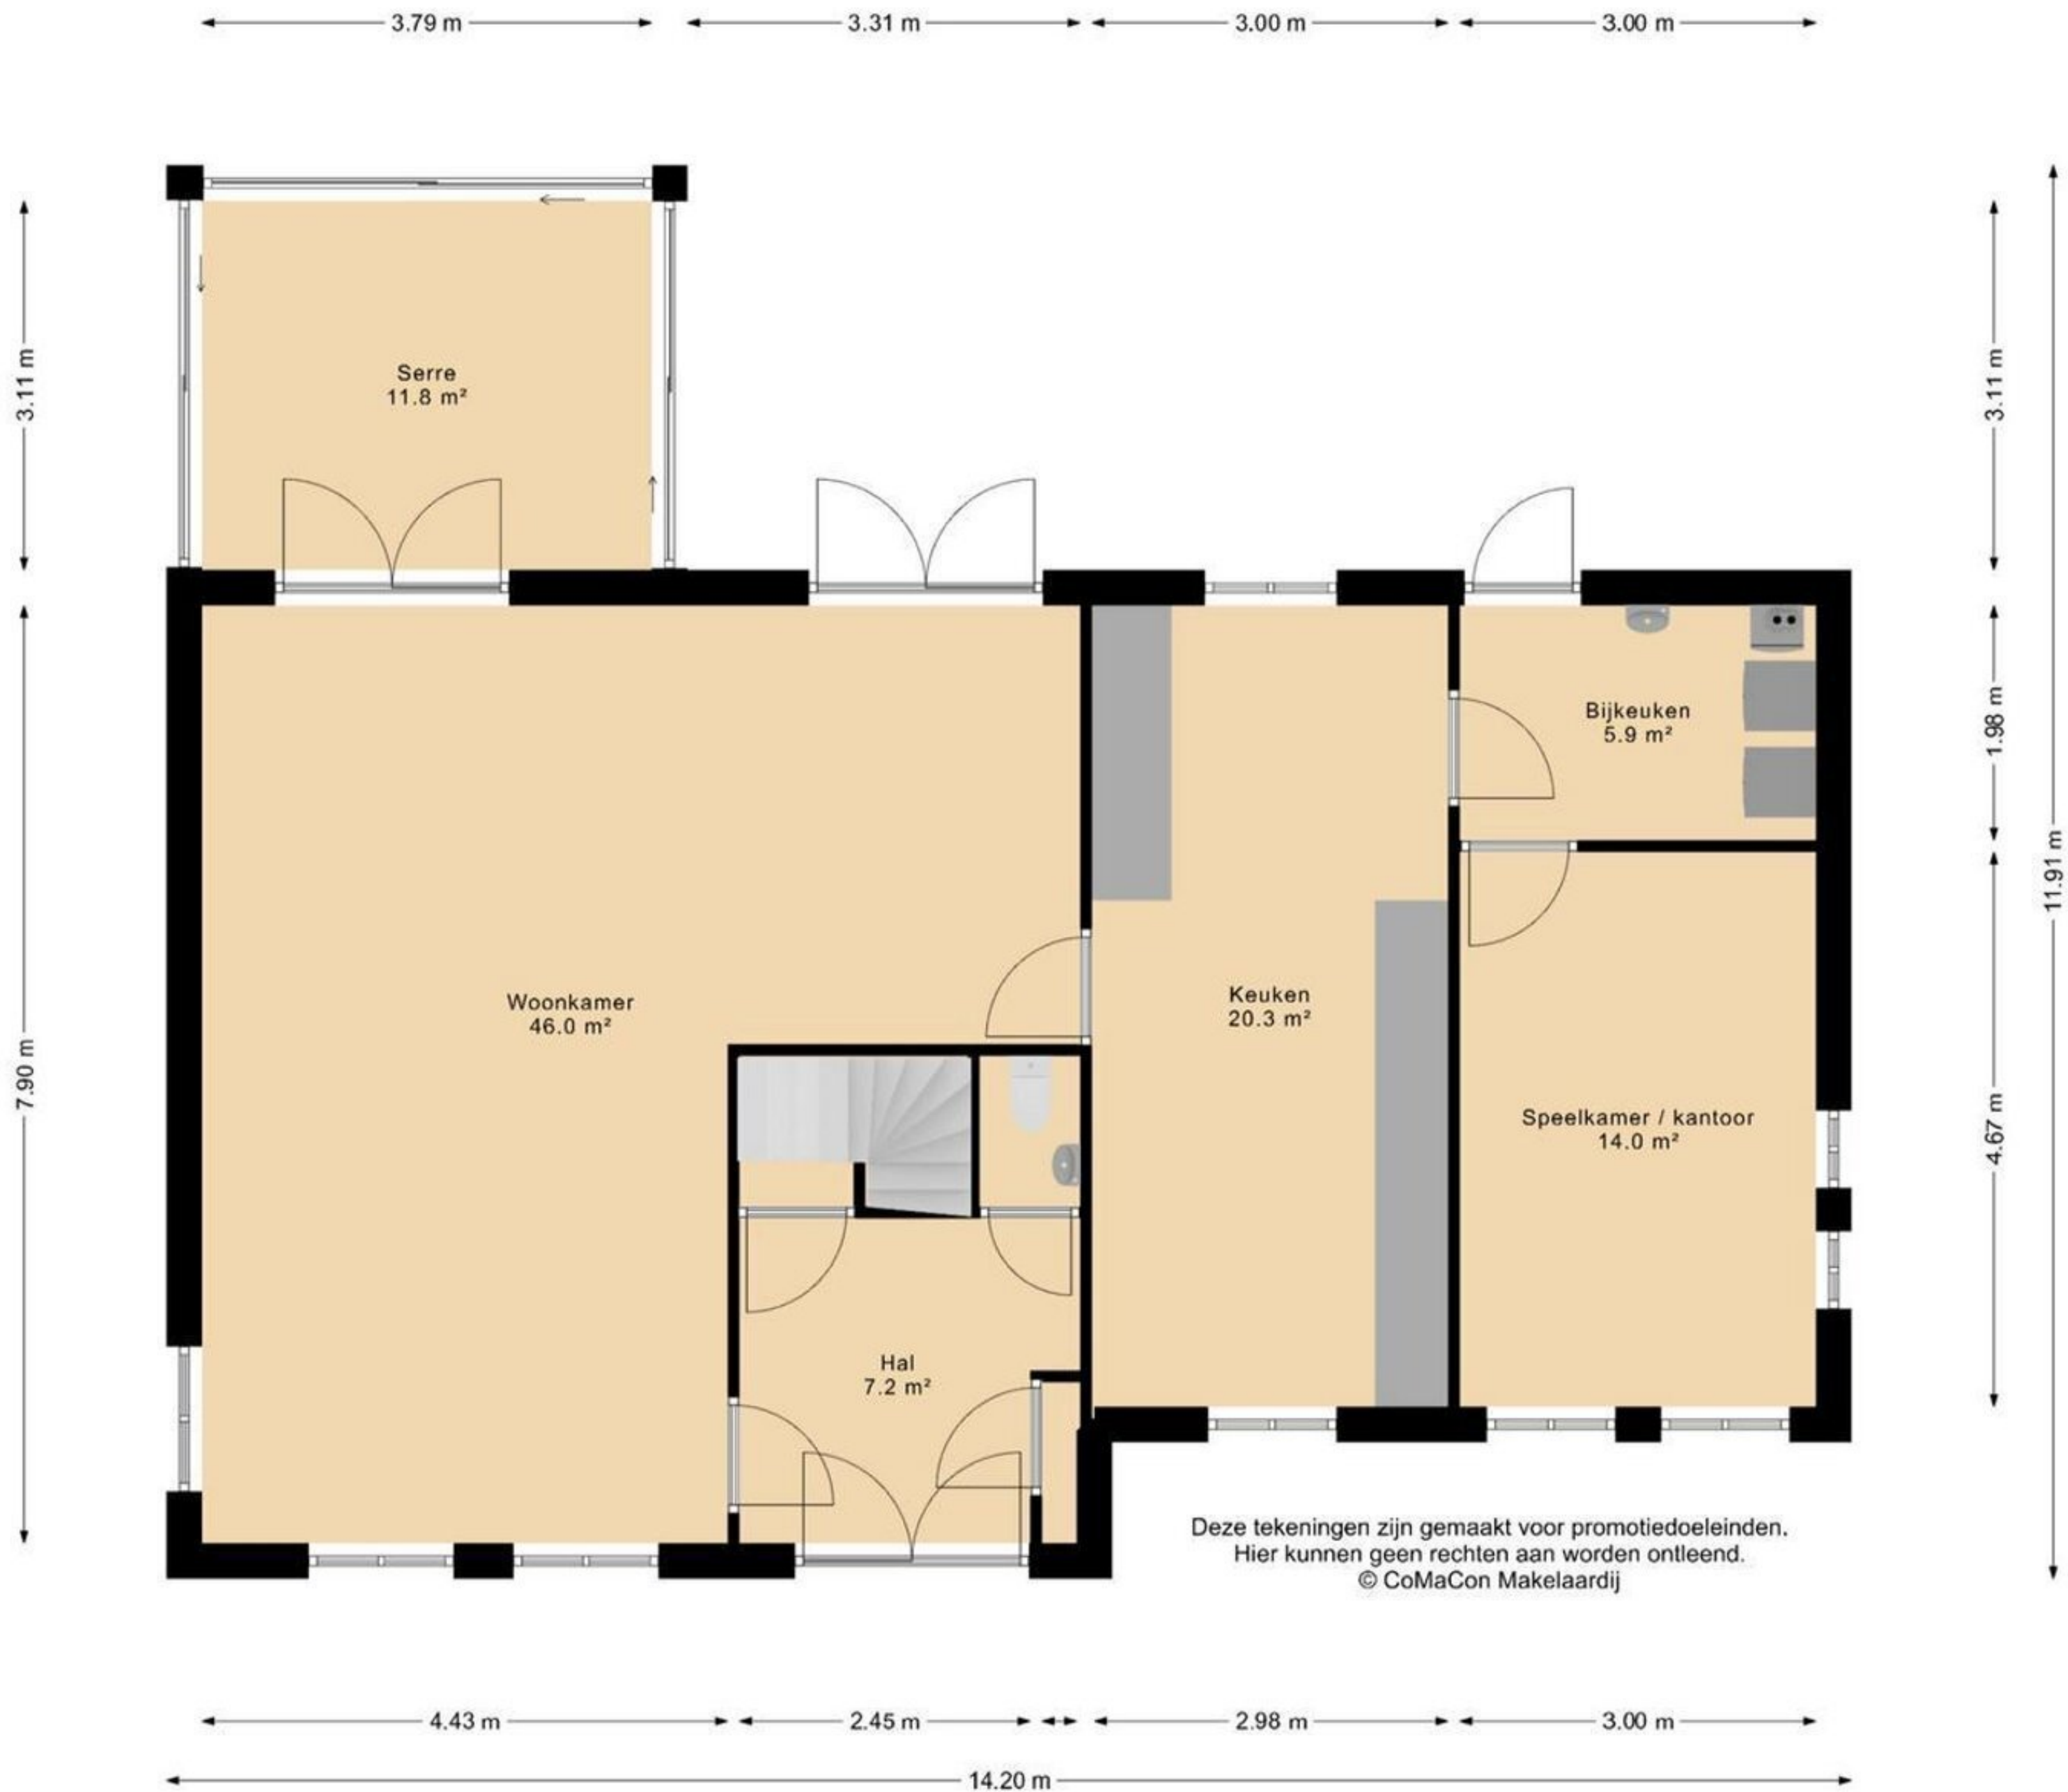 3.79 m
3.31 m
3.00 m
3.00 m
3.11 m
3.11 m
Serre
11.8 m²
Bijkeuken
5.9 m²
1.98 m
11.91 m
Woonkamer
46.0 m²
Keuken
20.3 m²
7.90 m
Speelkamer / kantoor
14.0 m²
4.67 m
Hal
7.2 m²
Deze tekeningen zijn gemaakt voor promotiedoeleinden.
Hier kunnen geen rechten aan worden ontleend.
© CoMaCon Makelaardij
4.43 m
2.45 m
2.98 m
3.00 m
14.20 m